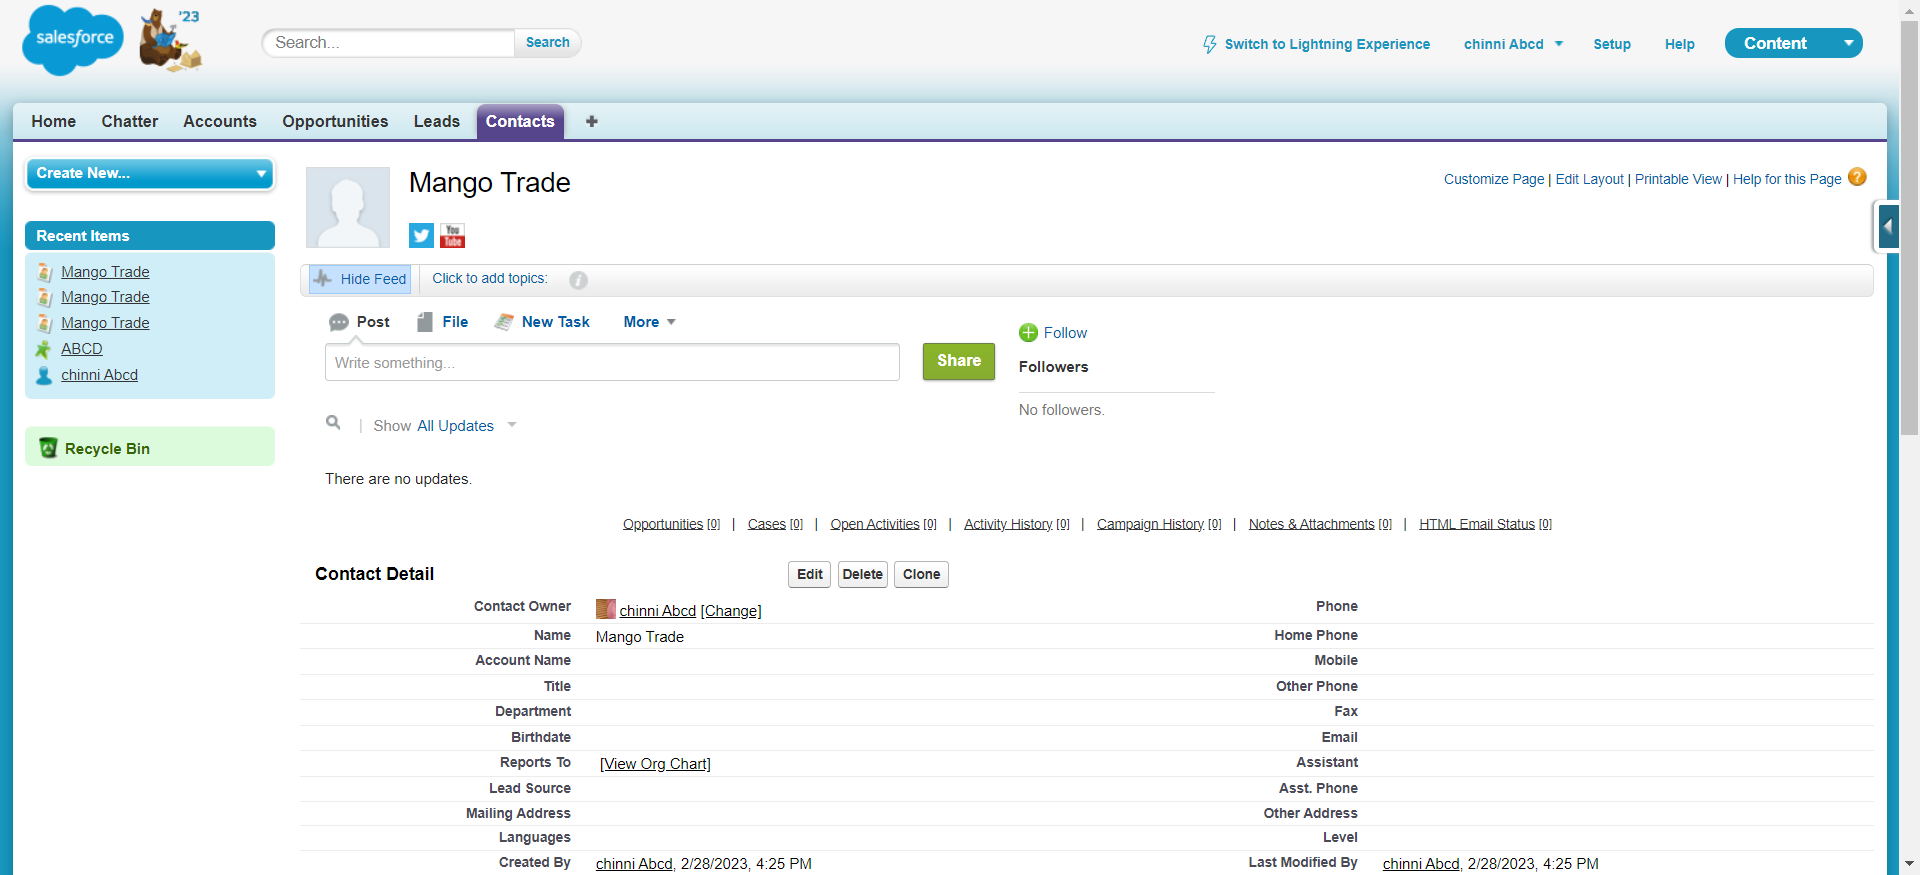 salesforce
'23
Search...
Search
Switch to Lightning Experience
chinni Abcd
Setup
Help
Content
Home
Chatter
Accounts
Opportunities
Leads
Contacts
+
Create New...
Recent Items
Mango Trade
Mango Trade
Mango Trade
ABCD
chinni Abcd
Recycle Bin
Mango Trade
Customize Page | Edit Layout | Printable View | Help for this Page ?
You
Tube
Hide Feed
Click to add topics:
i
Post
File
New Task
More
Write something...
Share
Follow
Followers
No followers.
| Show All Updates
There are no updates.
Opportunities [0] | Cases [0] | Open Activities [0] | Activity History [0] | Campaign History [0] | Notes & Attachments [0] | HTML Email Status [0]
Contact Detail
Edit
Delete
Clone
Contact Owner chinni Abcd [Change]
Phone
Name Mango Trade
Home Phone
Account Name
Mobile
Title
Other Phone
Department
Fax
Birthdate
Email
Reports To [View Org Chart]
Assistant
Lead Source
Asst. Phone
Mailing Address
Other Address
Languages
Level
Created By chinni Abcd, 2/28/2023, 4:25 PM
Last Modified By chinni Abcd, 2/28/2023, 4:25 PM